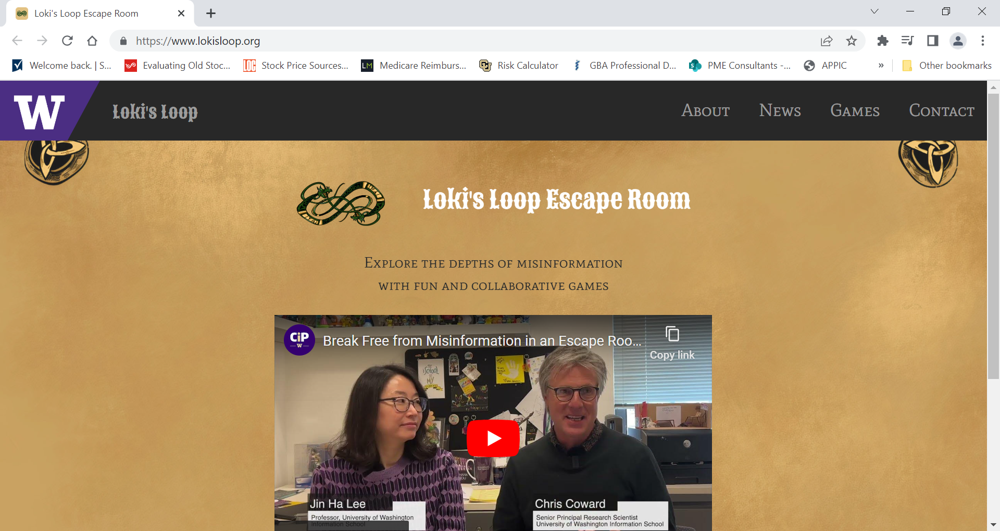 Loki's Loop Escape Room
https://www.lokisloop.org
Welcome back. | S...
Evaluating Old Stoc...
LOC
Stock Price Sources...
LM
Medicare Reimburs...
Risk Calculator
GBA Professional D...
S
PME Consultants -...
APPIC
»
Other bookmarks
W
Loki's Loop
About
News
Games
Contact
Loki's Loop Escape Room
Explore the depths of misinformation
with fun and collaborative games
CiP
W
Break Free from Misinformation in an Escape Roo...
Copy link
Jin Ha Lee
Professor, University of Washington
Information School
Chris Coward
Senior Principal Research Scientist
University of Washington Information School